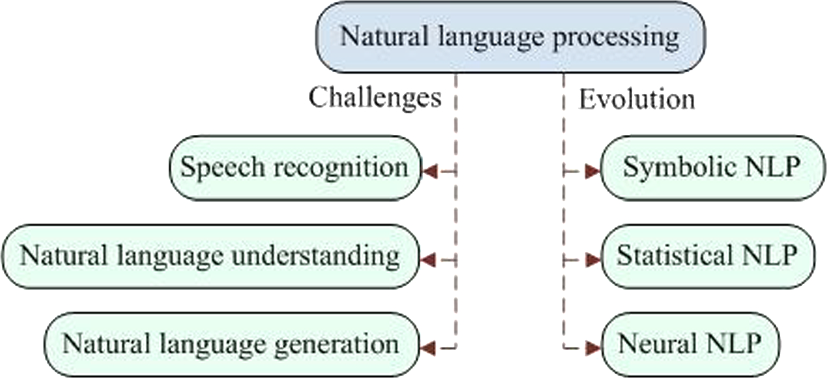 Natural language processing
Challenges
Evolution
Speech recognition
Symbolic NLP
Natural language understanding
Statistical NLP
Natural language generation
Neural NLP